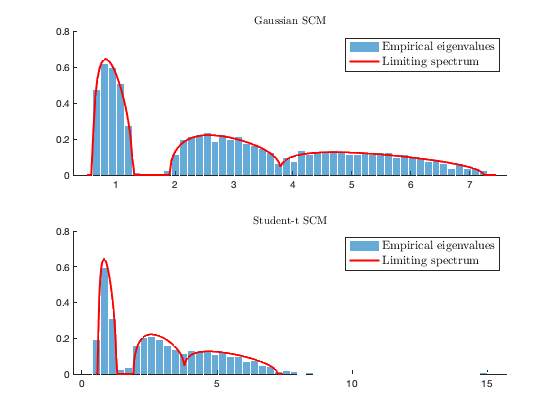 Gaussian SCM
0.8
0.6
0.4
0.2
0
Empirical eigenvalues
Limiting spectrum
1 2 3 4 5 6 7
Student-t SCM
0.8
0.6
0.4
0.2
0
Empirical eigenvalues
Limiting spectrum
0 5 10 15